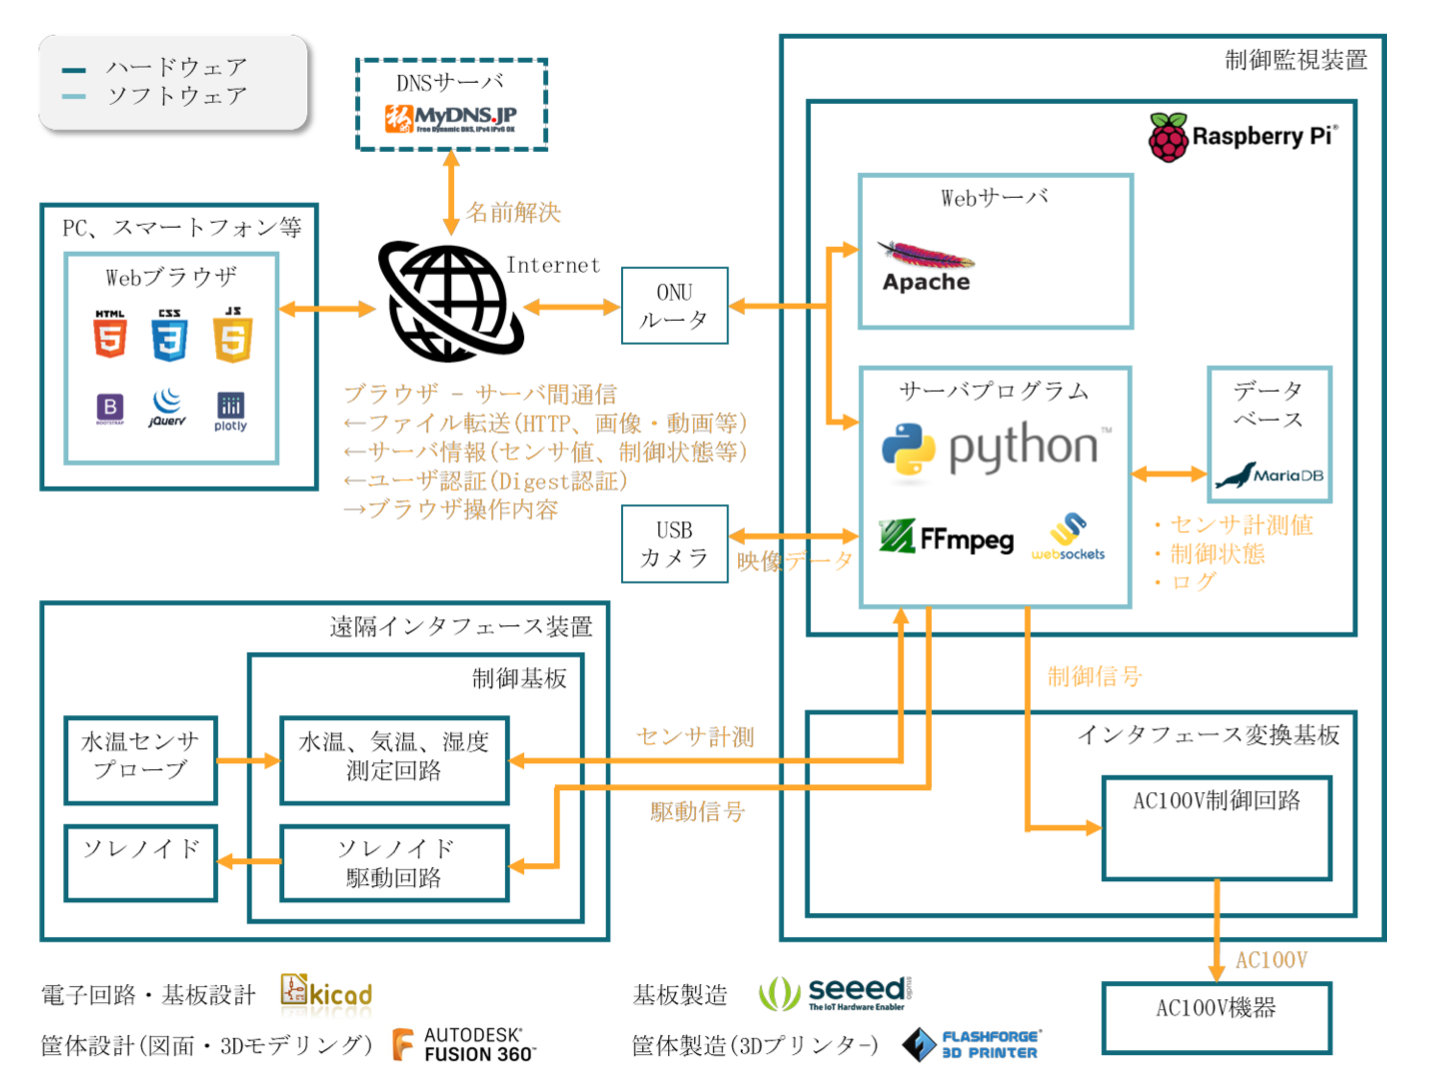 ハードウェア
ソフトウェア
DNSサーバ
私的
MyDNS.JP
Free Dynamic DNS, IPv4 IPv6 OK
名前解決
Internet
PC、スマートフォン等
Webブラウザ
HTML
5
CSS
3
JS
5
B
BOOTSTRAP
jQuery
plotly
ONU
ルータ
ブラウザ － サーバ間通信
←ファイル転送(HTTP、画像・動画等)
←サーバ情報(センサ値、制御状態等)
←ユーザ認証(Digest認証)
→ブラウザ操作内容
USB
カメラ
映像データ
制御監視装置
Raspberry Pi®
Webサーバ
Apache
サーバプログラム
python™
FFmpeg
websockets
データ
ベース
MariaDB
・センサ計測値
・制御状態
・ログ
遠隔インタフェース装置
制御基板
水温センサ
プローブ
水温、気温、湿度
測定回路
ソレノイド
ソレノイド
駆動回路
センサ計測
駆動信号
制御信号
インタフェース変換基板
AC100V制御回路
AC100V
AC100V機器
電子回路・基板設計
kicad
基板製造
seeed
The IoT Hardware Enabler
筐体設計(図面・3Dモデリング)
AUTODESK®
FUSION 360™
筐体製造(3Dプリンター)
FLASHFORGE®
3D PRINTER